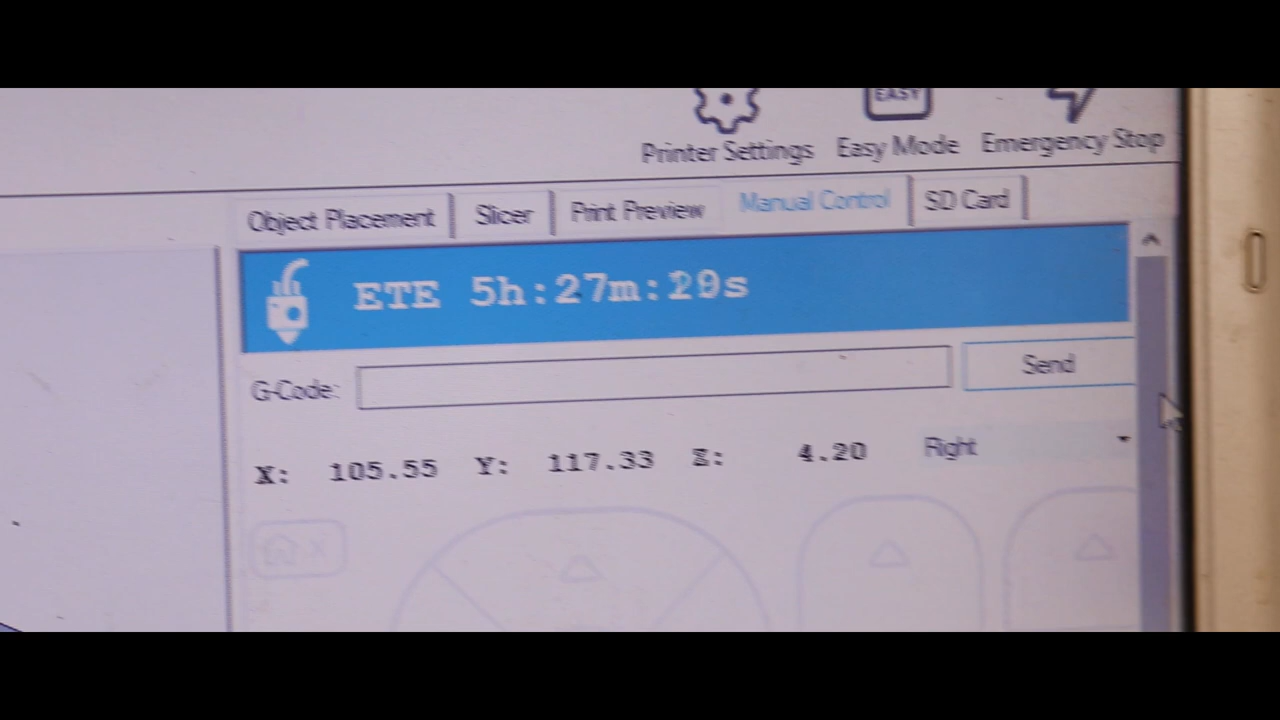 EASY
Printer Settings Easy Mode Emergency Stop
Object Placement Slicer Print Preview Manual Control SD Card
ETE 5h:27m:29s
G-Code: Send
X: 105.55 Y: 117.33 Z: 4.20 Right
X